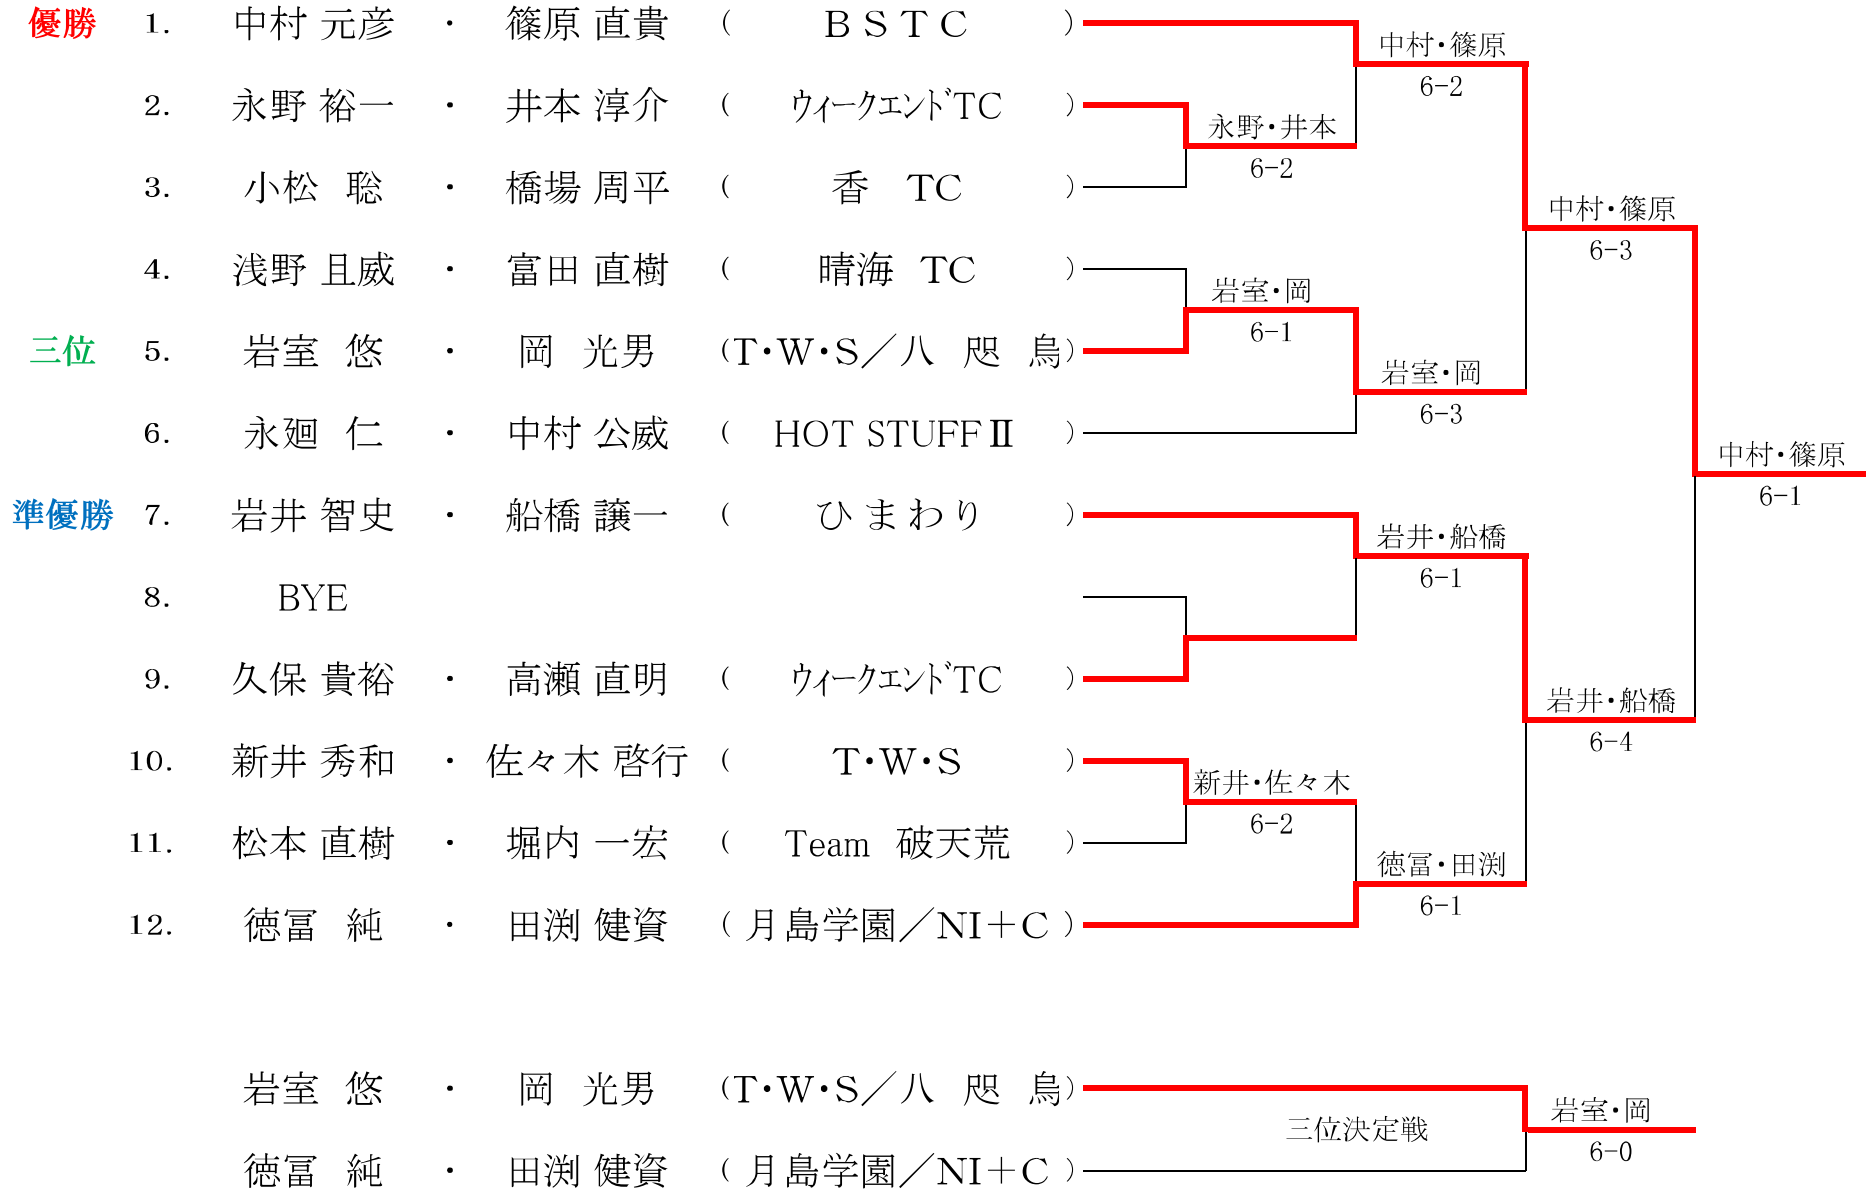 優勝 1. 中村 元彦 ・ 篠原 直貴 ( BSTC )
中村・篠原
6-2
2. 永野 裕一 ・ 井本 淳介 ( ウィークエンドTC )
永野・井本
6-2
3. 小松 聡 ・ 橋場 周平 ( 香 TC )
中村・篠原
6-3
4. 浅野 且威 ・ 富田 直樹 ( 晴海 TC )
岩室・岡
6-1
三位 5. 岩室 悠 ・ 岡 光男 (T・W・S／八 咫 烏)
岩室・岡
6-3
6. 永廻 仁 ・ 中村 公威 ( HOT STUFFⅡ )
中村・篠原
6-1
準優勝 7. 岩井 智史 ・ 船橋 譲一 ( ひまわり )
岩井・船橋
6-1
8. BYE
9. 久保 貴裕 ・ 高瀬 直明 ( ウィークエンドTC )
岩井・船橋
6-4
10. 新井 秀和 ・ 佐々木 啓行 ( T・W・S )
新井・佐々木
6-2
11. 松本 直樹 ・ 堀内 一宏 ( Team 破天荒 )
徳冨・田渕
6-1
12. 徳冨 純 ・ 田渕 健資 ( 月島学園／NI＋C )
岩室 悠 ・ 岡 光男 (T・W・S／八 咫 烏)
岩室・岡
三位決定戦
6-0
徳冨 純 ・ 田渕 健資 ( 月島学園／NI＋C )